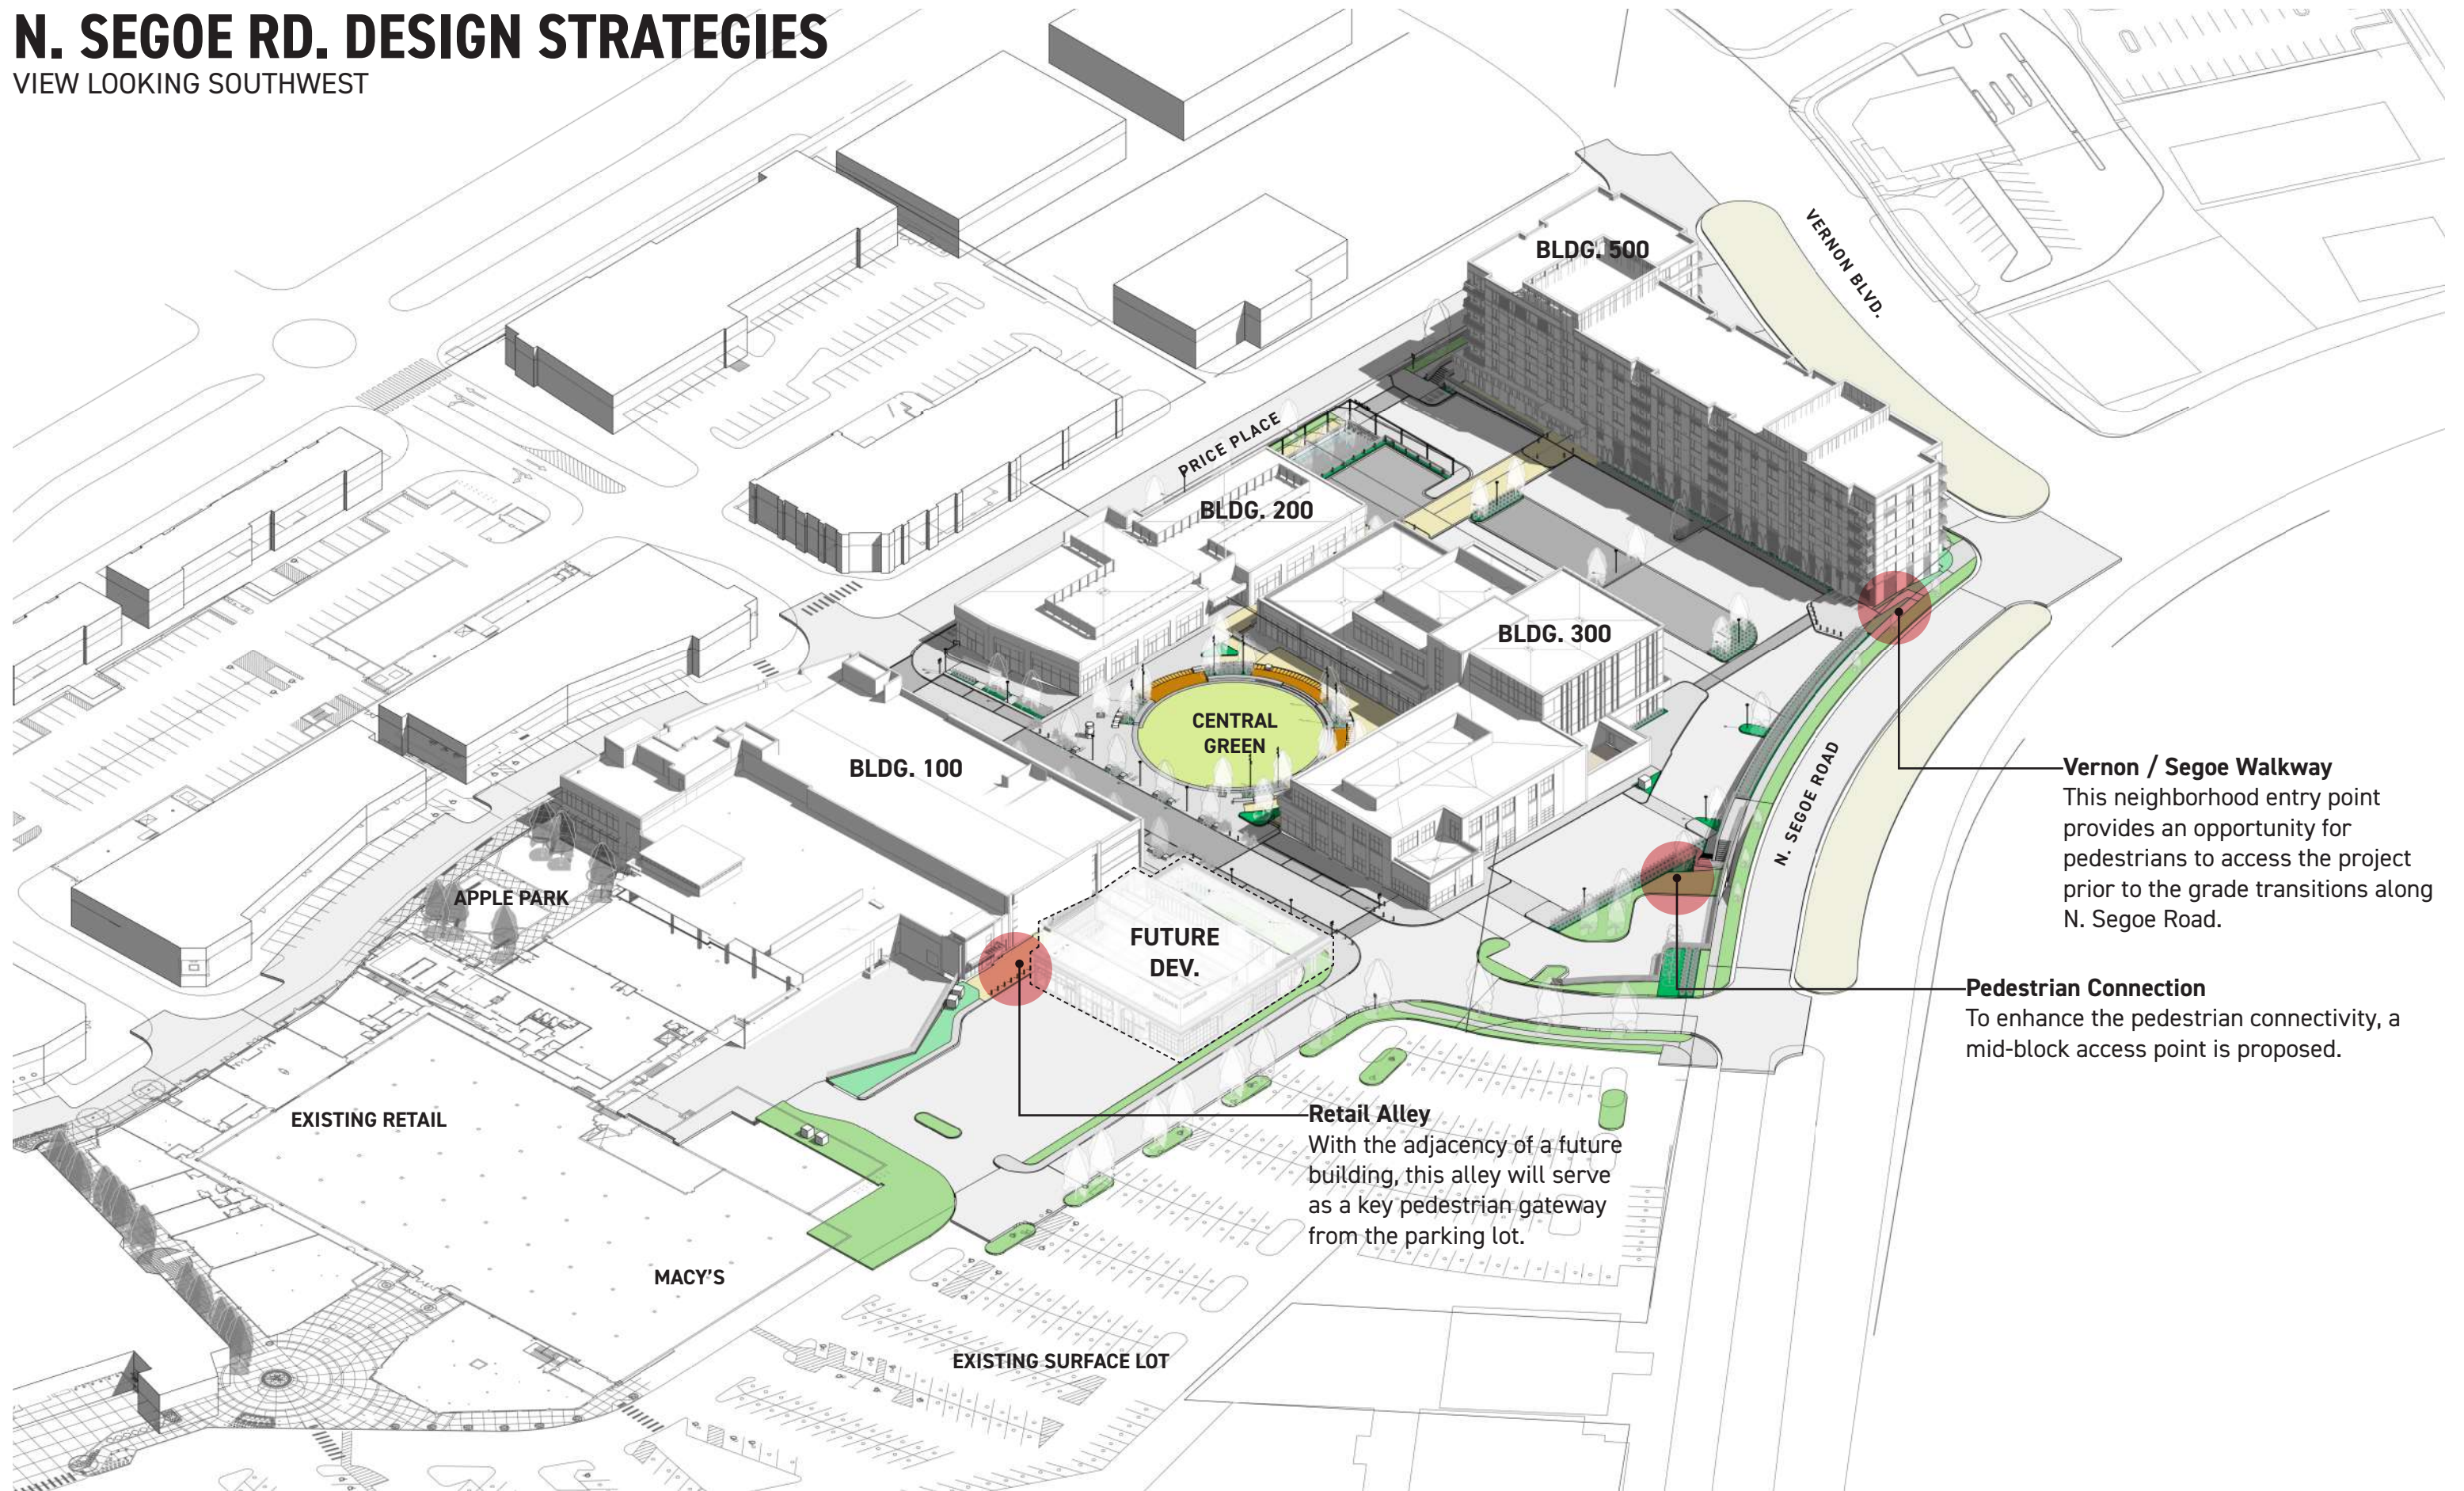 N. SEGOE RD. DESIGN STRATEGIES
VIEW LOOKING SOUTHWEST
BLDG. 500
VERNON BLVD.
PRICE PLACE
BLDG. 200
BLDG. 300
CENTRAL
GREEN
BLDG. 100
N. SEGOE ROAD
Vernon / Segoe Walkway
This neighborhood entry point
provides an opportunity for
pedestrians to access the project
prior to the grade transitions along
N. Segoe Road.
APPLE PARK
FUTURE
DEV.
Pedestrian Connection
To enhance the pedestrian connectivity, a
mid-block access point is proposed.
EXISTING RETAIL
Retail Alley
With the adjacency of a future
building, this alley will serve
as a key pedestrian gateway
from the parking lot.
MACY'S
EXISTING SURFACE LOT